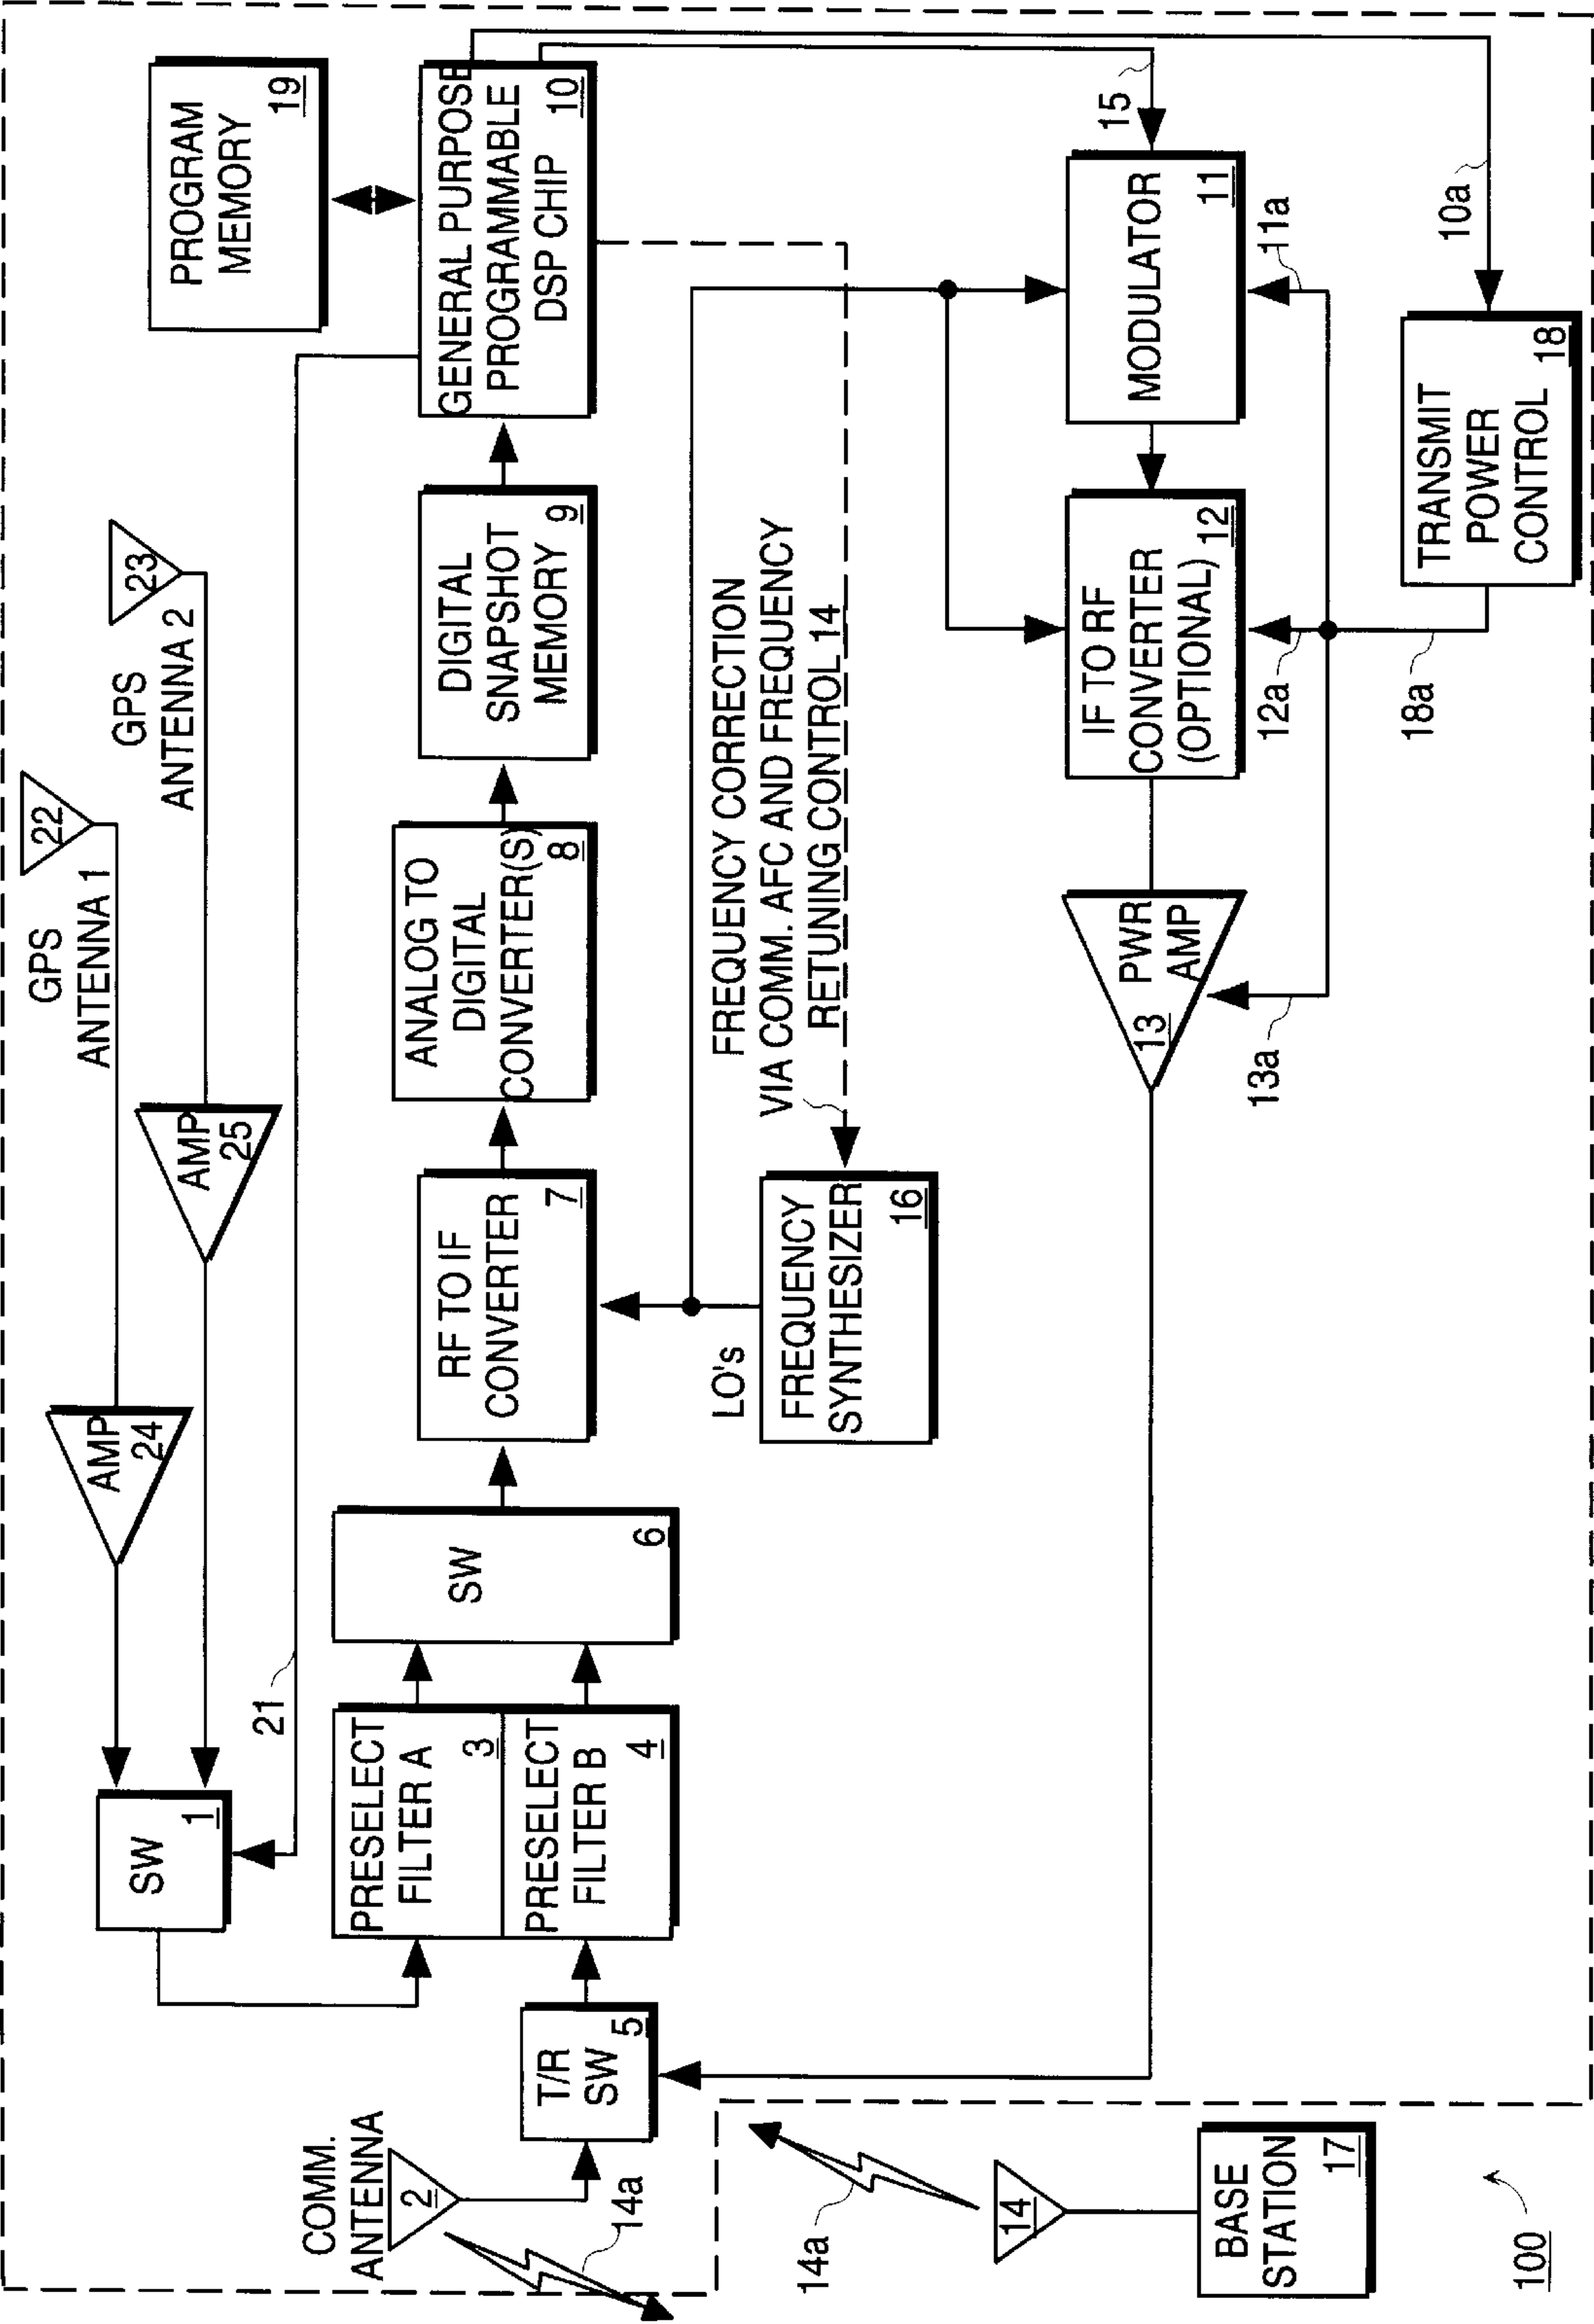 GPS
ANTENNA 1
22
GPS
ANTENNA 2
23
AMP
24
AMP
25
SW
1
21
PROGRAM
MEMORY
19
COMM.
ANTENNA
2
14a
T/R
SW
5
PRESELECT
FILTER A
3
PRESELECT
FILTER B
4
SW
6
RF TO IF
CONVERTER
7
ANALOG TO
DIGITAL
CONVERTER(S)
8
DIGITAL
SNAPSHOT
MEMORY
9
GENERAL PURPOSE
PROGRAMMABLE
DSP CHIP
10
LO's
FREQUENCY
SYNTHESIZER
16
FREQUENCY CORRECTION
VIA COMM. AFC AND FREQUENCY
RETUNING CONTROL 14
14a
14
BASE
STATION
17
PWR
AMP
13
13a
IF TO RF
CONVERTER
(OPTIONAL)
12
12a
MODULATOR
11
11a
15
18a
TRANSMIT
POWER
CONTROL
18
10a
100